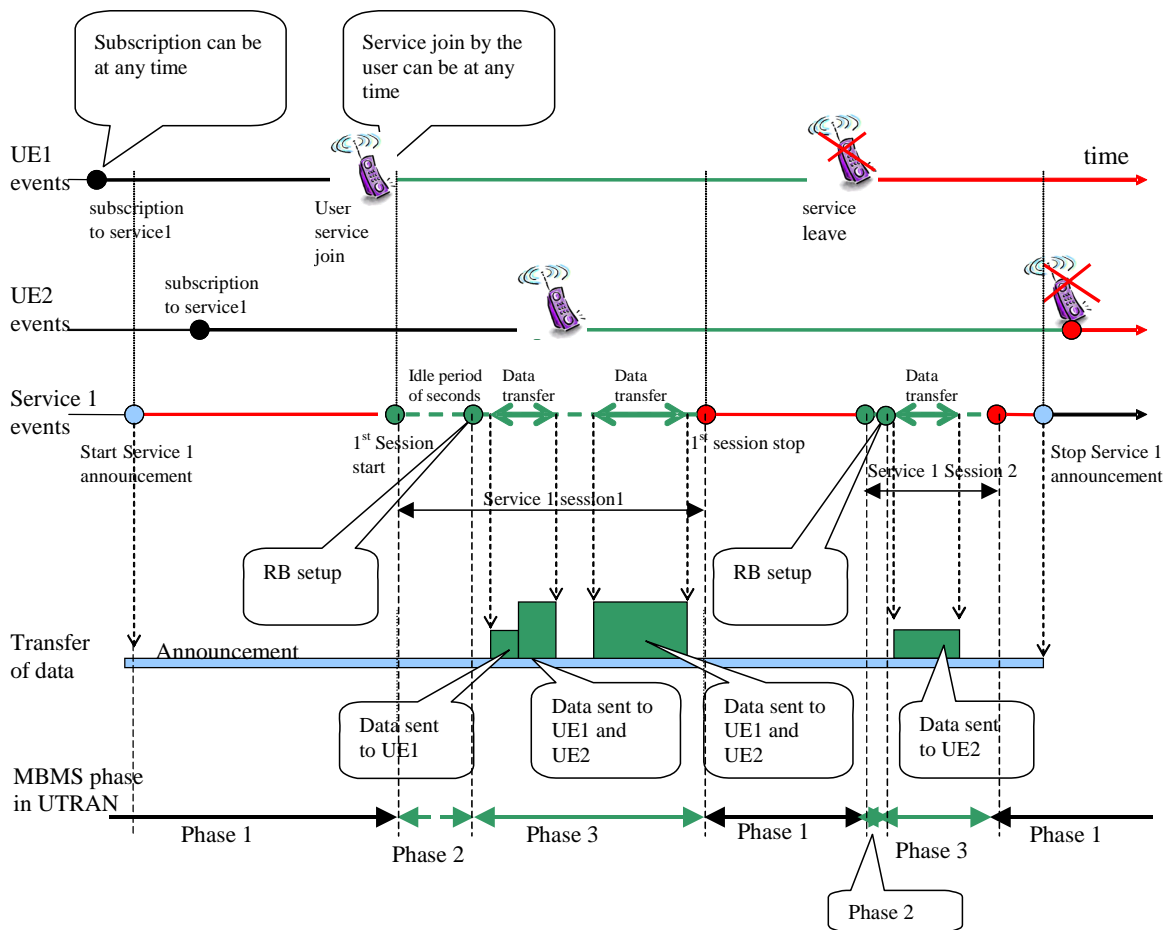 Subscription can be
at any time
Service join by the
user can be at any
time
UE1
events
time
subscription
to service1
User
service
join
service
leave
UE2
events
subscription
to service1
Service 1
events
Idle period
of seconds
Data
transfer
Data
transfer
Data
transfer
Start Service 1
announcement
1st Session
start
1st session stop
Stop Service 1
announcement
Service 1 session1
Service 1 Session 2
RB setup
RB setup
Transfer
of data
Announcement
Data sent
to UE1
Data sent to
UE1 and
UE2
Data sent to
UE1 and
UE2
Data sent
to UE2
MBMS phase
in UTRAN
Phase 1
Phase 2
Phase 3
Phase 1
Phase 3
Phase 1
Phase 2